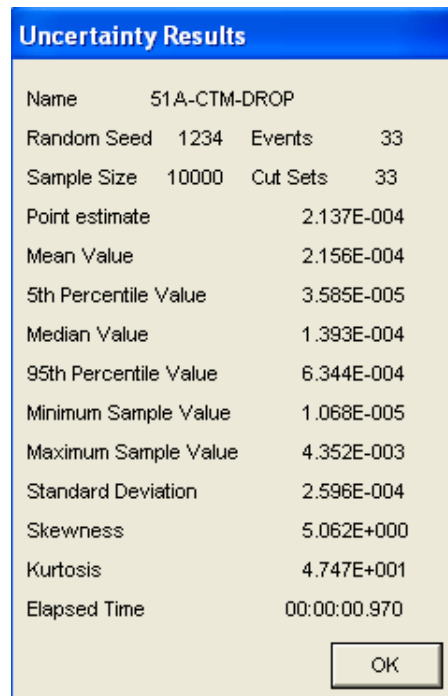 Uncertainty Results
Name 51A-CTM-DROP
Random Seed 1234 Events 33
Sample Size 10000 Cut Sets 33
Point estimate 2.137E-004
Mean Value 2.156E-004
5th Percentile Value 3.585E-005
Median Value 1.393E-004
95th Percentile Value 6.344E-004
Minimum Sample Value 1.068E-005
Maximum Sample Value 4.352E-003
Standard Deviation 2.596E-004
Skewness 5.062E+000
Kurtosis 4.747E+001
Elapsed Time 00:00:00.970
OK